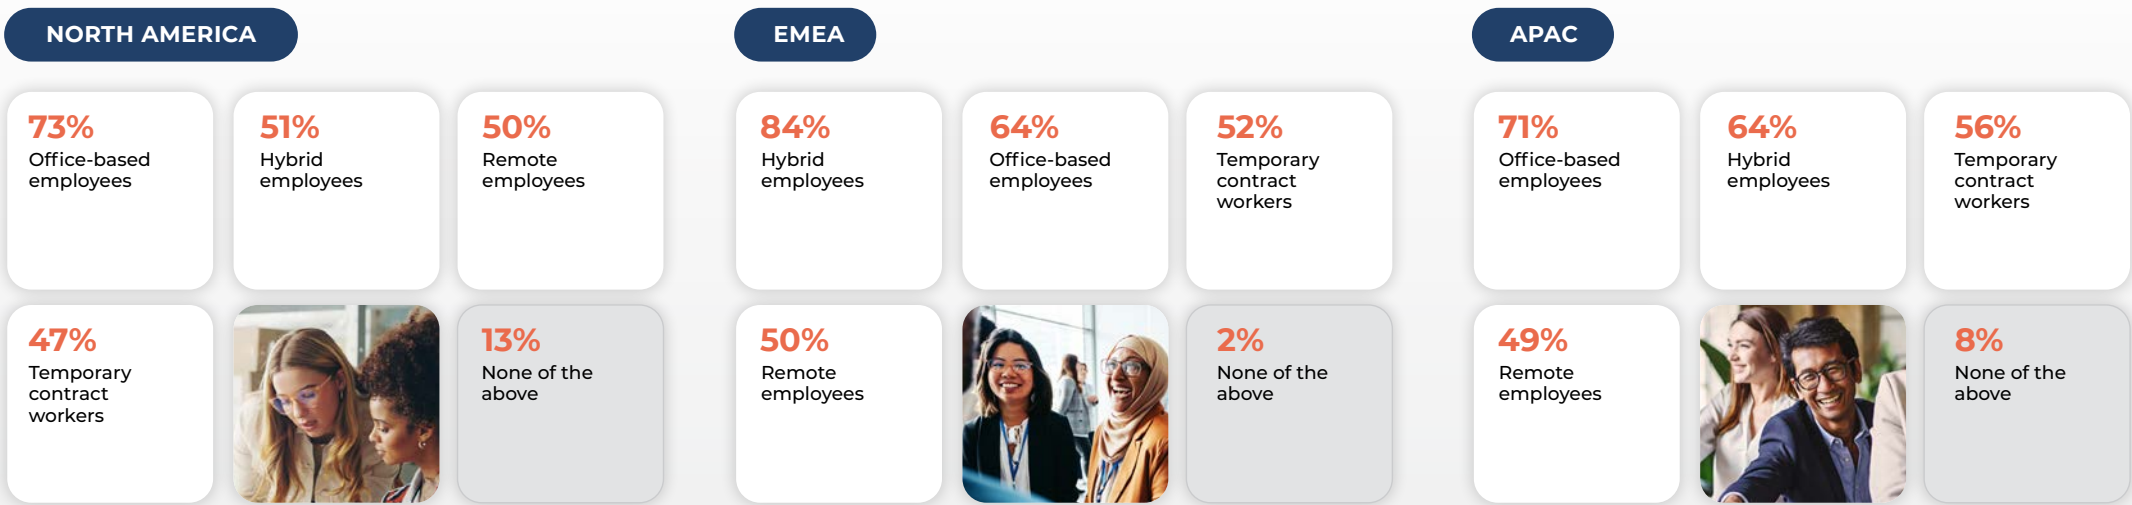 NORTH AMERICA
73%
Office-based
employees
51%
Hybrid
employees
50%
Remote
employees
47%
Temporary
contract
workers
13%
None of the
above
EMEA
84%
Hybrid
employees
64%
Office-based
employees
52%
Temporary
contract
workers
50%
Remote
employees
2%
None of the
above
APAC
71%
Office-based
employees
64%
Hybrid
employees
56%
Temporary
contract
workers
49%
Remote
employees
8%
None of the
above